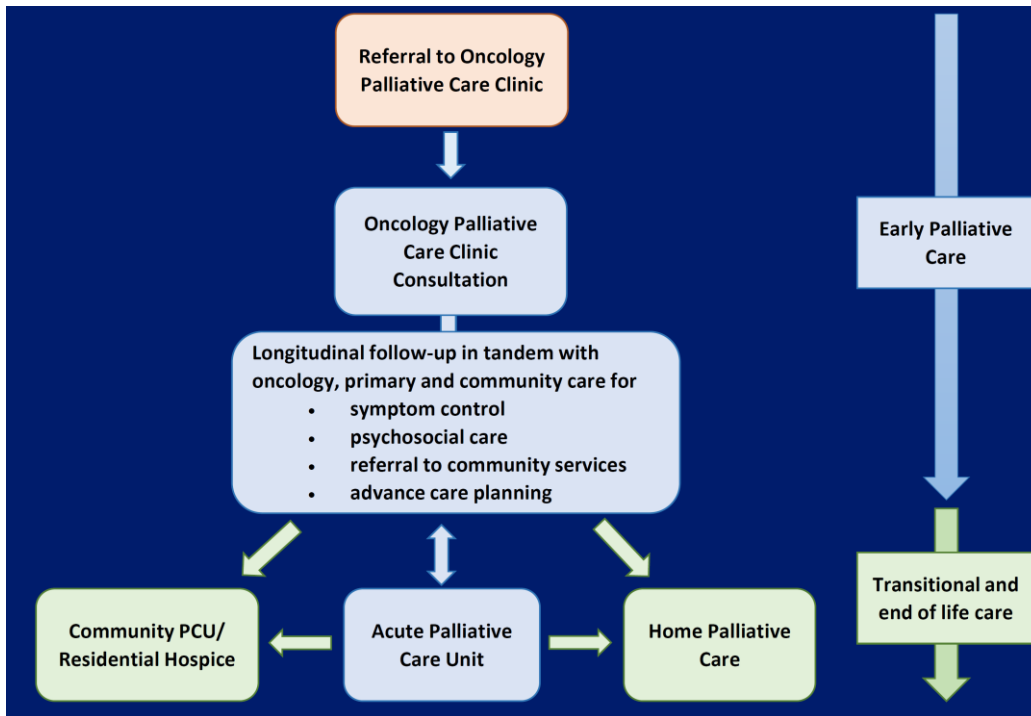 Referral to Oncology
Palliative Care Clinic
Oncology Palliative
Care Clinic
Consultation
Early Palliative
Care
Longitudinal follow-up in tandem with
oncology, primary and community care for
• symptom control
• psychosocial care
• referral to community services
• advance care planning
Community PCU/
Residential Hospice
Acute Palliative
Care Unit
Home Palliative
Care
Transitional and
end of life care